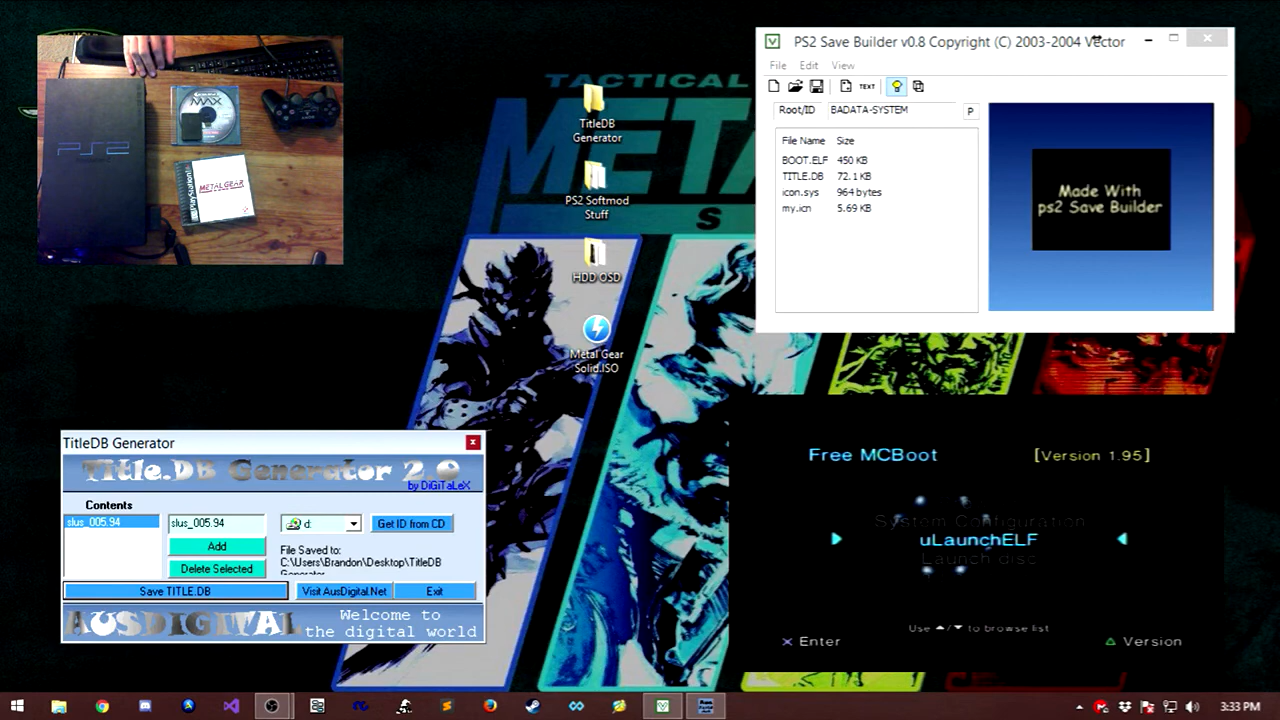 PS2
MAX
PlayStation
METAL GEAR
TACTICAL
META
S
TitleDB
Generator
PS2 Softmod
Stuff
HDD OSD
Metal Gear
Solid.ISO
PS2 Save Builder v0.8 Copyright (C) 2003-2004 Vector
File Edit View
TEXT
Root/ID BADATA-SYSTEM P
File Name Size
BOOT.ELF 450 KB
TITLE.DB 72.1 KB
icon.sys 964 bytes
my.icn 5.69 KB
Made With
ps2 Save Builder
TitleDB Generator
Title.DB Generator 2.0
by DiGiTaLeX
Contents
slus_005.94
slus_005.94
d:
Get ID from CD
Add
Delete Selected
File Saved to:
C:\Users\Brandon\Desktop\TitleDB
Generator
Save TITLE.DB
Visit AusDigital.Net
Exit
AUSDIGITAL
Welcome to
the digital world
Free MCBoot [Version 1.95]
System Configuration
uLaunchELF
Launch disc
Use ▲/▼ to browse list
✕ Enter △ Version
3:33 PM